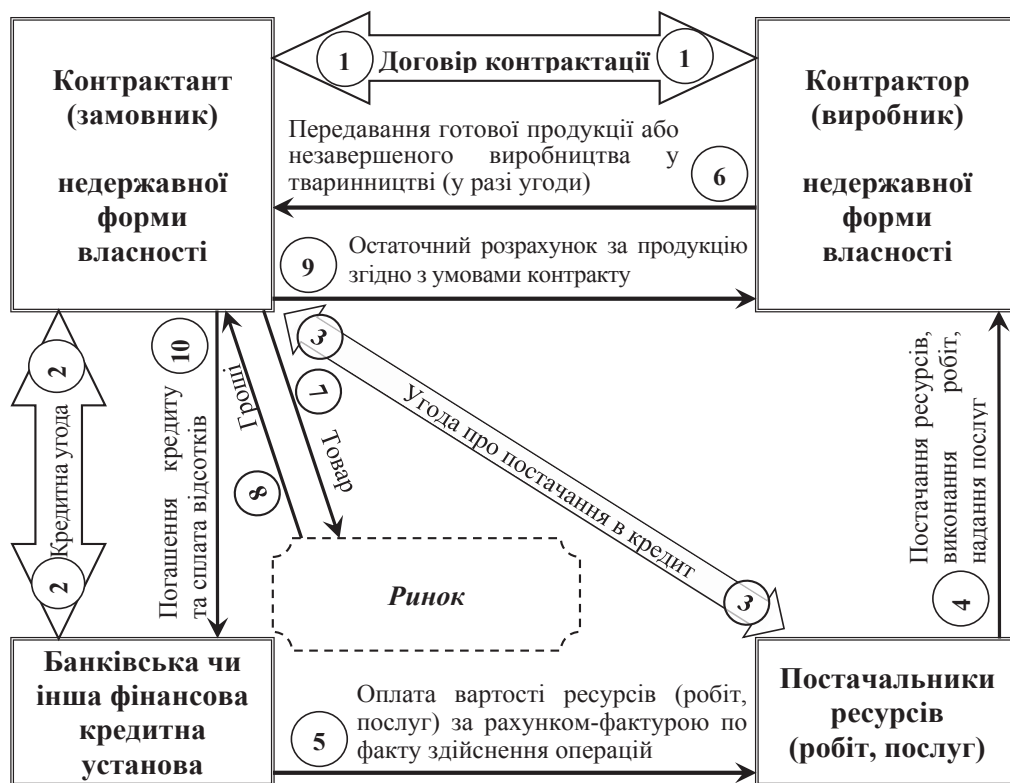 Контрактант
(замовник)
недержавної
форми
власності
1
Договір контрактації
1
Контрактор
(виробник)
недержавної
форми
власності
Передавання готової продукції або
незавершеного виробництва у
тваринництві (у разі угоди)
6
9
Остаточний розрахунок за продукцію
згідно з умовами контракту
2
Кредитна угода
2
10
Погашення кредиту
та сплата відсотків
8
Гроші
7
Товар
3
Угода про постачання в кредит
3
4
Постачання ресурсів,
виконання робіт,
надання послуг
Ринок
Банківська чи
інша фінансова
кредитна
установа
5
Оплата вартості ресурсів (робіт,
послуг) за рахунком-фактурою по
факту здійснення операцій
Постачальники
ресурсів
(робіт, послуг)